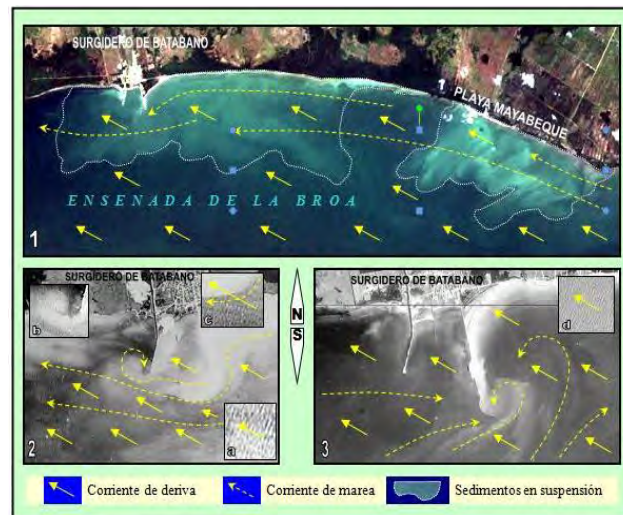 SURGIDERO DE BATABANO
PLAYA MAYABEQUE
ENSENADA DE LA BROA
1
SURGIDERO DE BATABANO
b
c
a
2
N
S
SURGIDERO DE BATABANO
d
3
Corriente de deriva
Corriente de marea
Sedimentos en suspensión